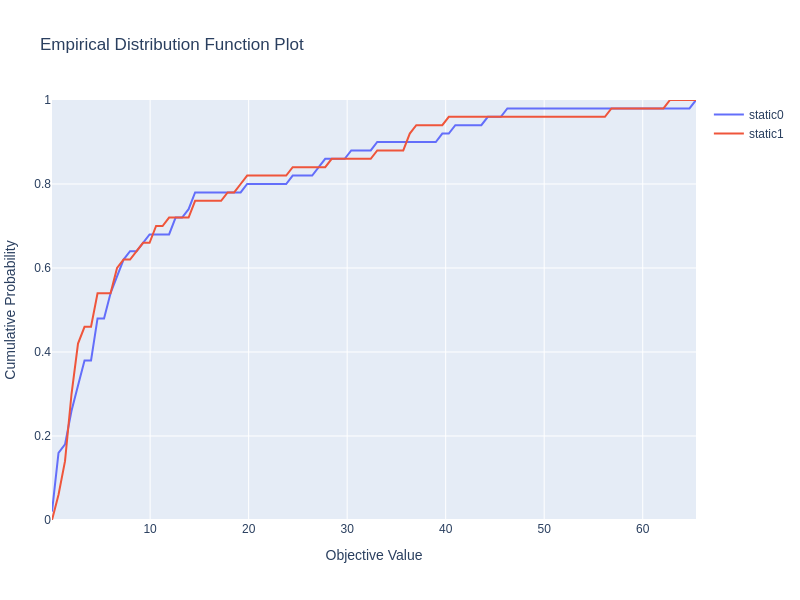 Empirical Distribution Function Plot
static0
static1
Cumulative Probability
1
0.8
0.6
0.4
0.2
0
10
20
30
40
50
60
Objective Value